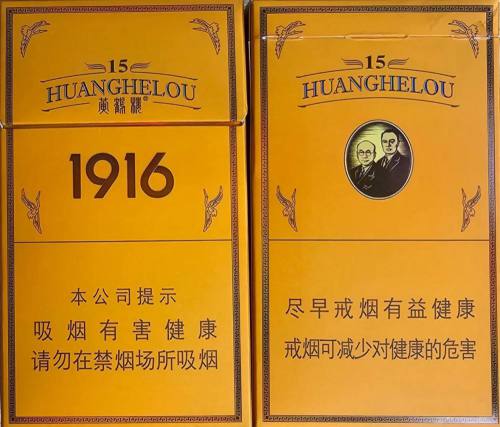 15
HUANGHELOU
黄鹤楼®
1916
本公司提示
吸烟有害健康
请勿在禁烟场所吸烟
15
HUANGHELOU
尽早戒烟有益健康
戒烟可减少对健康的危害